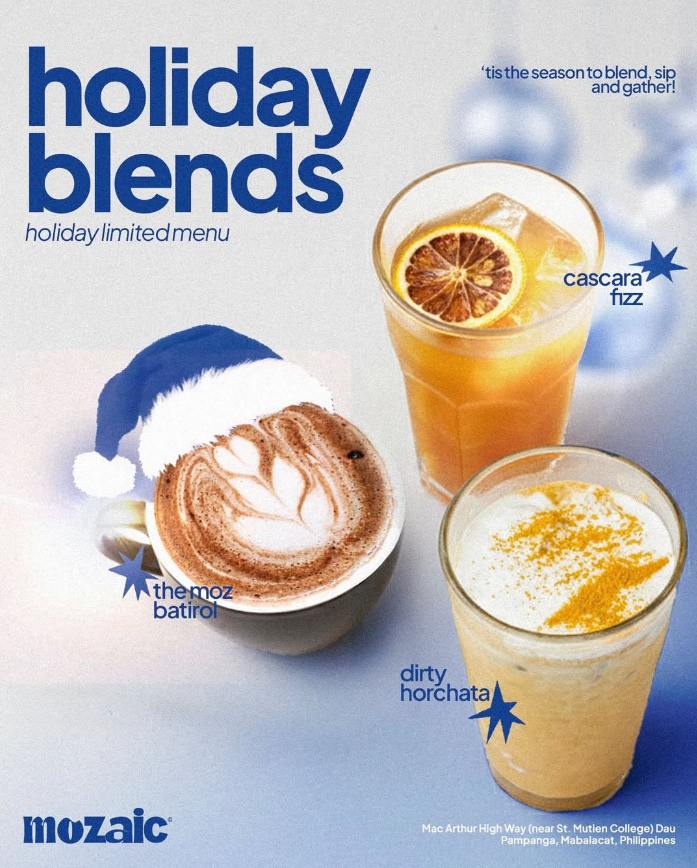 holiday
blends
holiday limited menu
‘tis the season to blend, sip
and gather!
cascara
fizz
the moz
batirol
dirty
horchata
mozaic
Mac Arthur High Way (near St. Mutien College) Dau
Pampanga, Mabalacat, Philippines